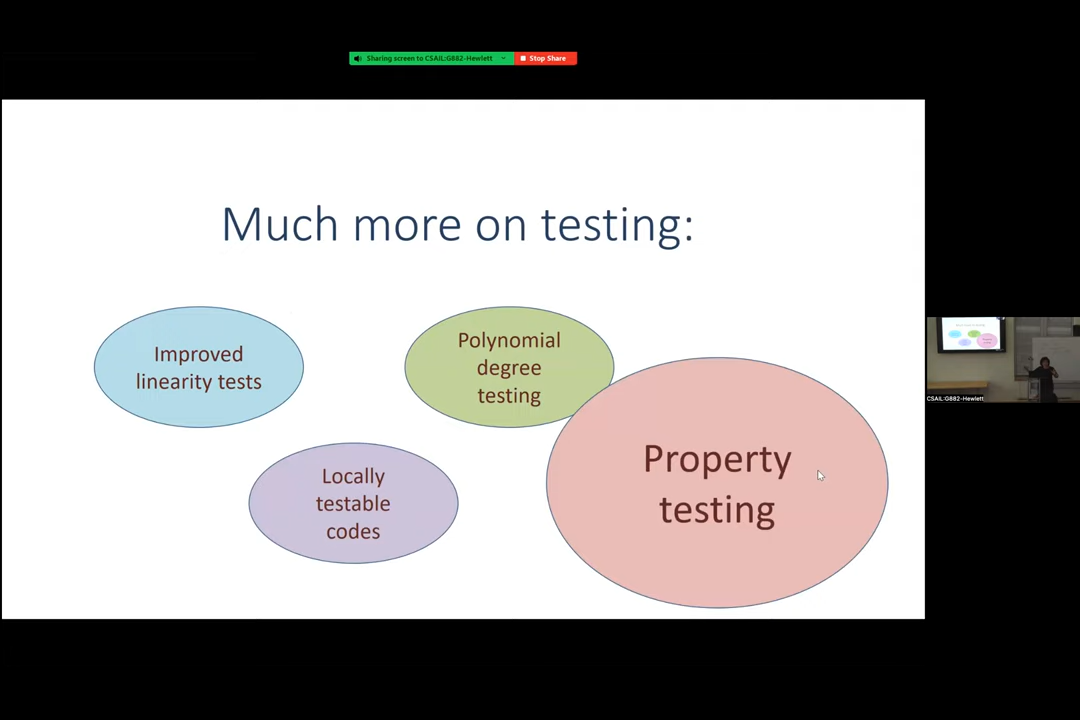 Sharing screen to CSAIL:G882-Hewlett
Stop Share
Much more on testing:
Improved
linearity tests
Polynomial
degree
testing
Locally
testable
codes
Property
testing
CSAIL:G882-Hewlett